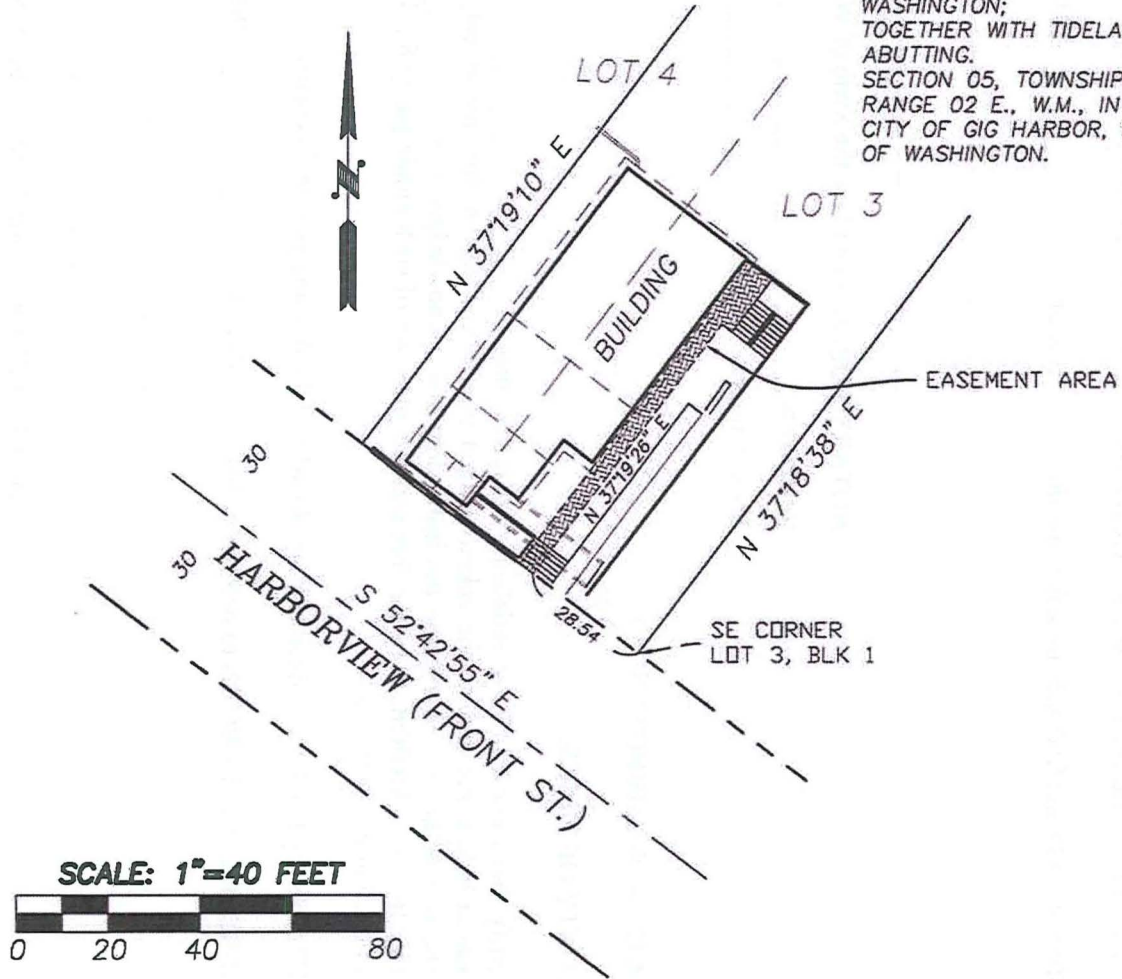 WASHINGTON;
TOGETHER WITH
ABUTTING.
SECTION 05, TOWNSHIP
RANGE 02 E., W.M., IN
CITY OF GIG HARBOR,
OF WASHINGTON.
LOT 4
N
N 37°19'10" E
LOT 3
BUILDING
EASEMENT AREA
N 37°19'26" E
N 37°18'38" E
30
30
S 52°42'55" E
HARBORVIEW (FRONT ST.)
28.54
SE CORNER
LOT 3, BLK 1
SCALE: 1"=40 FEET
0 20 40 80